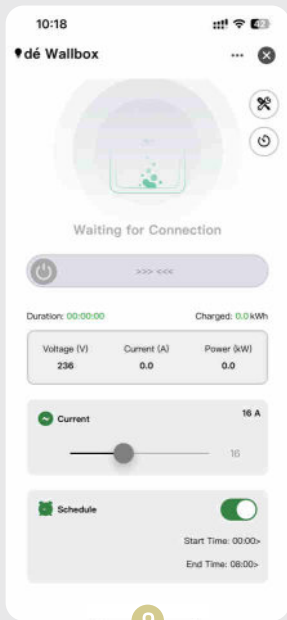 10:18
dé Wallbox
Waiting for Connection
>>> <<<
Duration: 00:00:00 Charged: 0.0 kWh
Voltage (V) Current (A) Power (kW)
236 0.0 0.0
Current 16 A
16
Schedule
Start Time: 00:00>
End Time: 08:00>